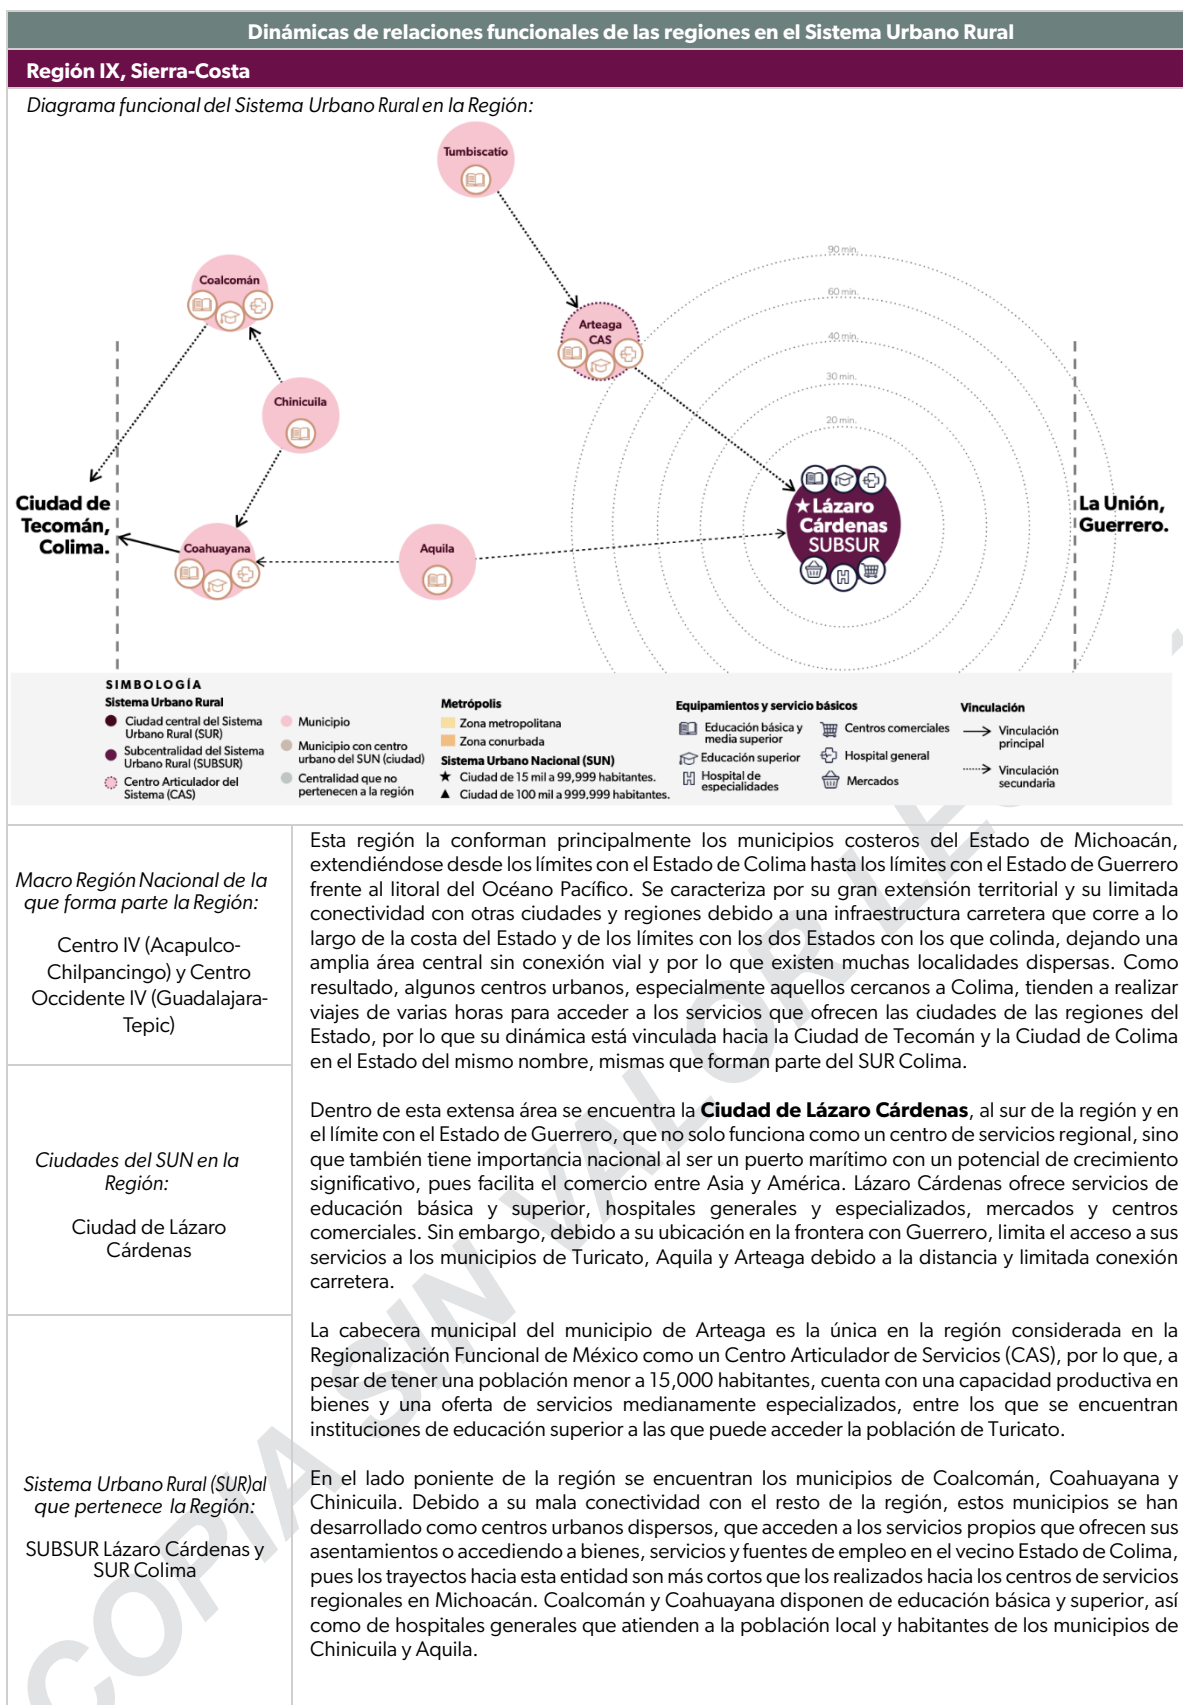 Dinámicas de relaciones funcionales de las regiones en el Sistema Urbano Rural
Región IX, Sierra-Costa
Diagrama funcional del Sistema Urbano Rural en la Región:
Tumbiscatío
90 min.
Coalcomán
60 min.
Arteaga
CAS
40 min.
30 min.
Chinicuila
20 min.
Ciudad de
Tecomán,
Colima.
★Lázaro
Cárdenas
SUBSUR
La Unión,
Guerrero.
Coahuayana
Aquila
SIMBOLOGÍA
Sistema Urbano Rural
Ciudad central del Sistema
Urbano Rural (SUR)
Subcentralidad del Sistema
Urbano Rural (SUBSUR)
Centro Articulador del
Sistema (CAS)
Municipio
Municipio con centro
urbano del SUN (ciudad)
Centralidad que no
pertenecen a la región
Metrópolis
Zona metropolitana
Zona conurbada
Sistema Urbano Nacional (SUN)
★ Ciudad de 15 mil a 99,999 habitantes.
▲ Ciudad de 100 mil a 999,999 habitantes.
Equipamientos y servicio básicos
Educación básica y
media superior
Educación superior
Hospital de
especialidades
Centros comerciales
Hospital general
Mercados
Vinculación
Vinculación
principal
Vinculación
secundaria
Macro Región Nacional de la
que forma parte la Región:
Centro IV (Acapulco-
Chilpancingo) y Centro
Occidente IV (Guadalajara-
Tepic)
Esta región la conforman principalmente los municipios costeros del Estado de Michoacán,
extendiéndose desde los límites con el Estado de Colima hasta los límites con el Estado de Guerrero
frente al litoral del Océano Pacífico. Se caracteriza por su gran extensión territorial y su limitada
conectividad con otras ciudades y regiones debido a una infraestructura carretera que corre a lo
largo de la costa del Estado y de los límites con los dos Estados con los que colinda, dejando una
amplia área central sin conexión vial y por lo que existen muchas localidades dispersas. Como
resultado, algunos centros urbanos, especialmente aquellos cercanos a Colima, tienden a realizar
viajes de varias horas para acceder a los servicios que ofrecen las ciudades de las regiones del
Estado, por lo que su dinámica está vinculada hacia la Ciudad de Tecomán y la Ciudad de Colima
en el Estado del mismo nombre, mismas que forman parte del SUR Colima.
Ciudades del SUN en la
Región:
Ciudad de Lázaro
Cárdenas
Dentro de esta extensa área se encuentra la Ciudad de Lázaro Cárdenas, al sur de la región y en
el límite con el Estado de Guerrero, que no solo funciona como un centro de servicios regional, sino
que también tiene importancia nacional al ser un puerto marítimo con un potencial de crecimiento
significativo, pues facilita el comercio entre Asia y América. Lázaro Cárdenas ofrece servicios de
educación básica y superior, hospitales generales y especializados, mercados y centros
comerciales. Sin embargo, debido a su ubicación en la frontera con Guerrero, limita el acceso a sus
servicios a los municipios de Turicato, Aquila y Arteaga debido a la distancia y limitada conexión
carretera.
Sistema Urbano Rural (SUR)al
que pertenece la Región:
SUBSUR Lázaro Cárdenas y
SUR Colima
La cabecera municipal del municipio de Arteaga es la única en la región considerada en la
Regionalización Funcional de México como un Centro Articulador de Servicios (CAS), por lo que, a
pesar de tener una población menor a 15,000 habitantes, cuenta con una capacidad productiva en
bienes y una oferta de servicios medianamente especializados, entre los que se encuentran
instituciones de educación superior a las que puede acceder la población de Turicato.
En el lado poniente de la región se encuentran los municipios de Coalcomán, Coahuayana y
Chinicuila. Debido a su mala conectividad con el resto de la región, estos municipios se han
desarrollado como centros urbanos dispersos, que acceden a los servicios propios que ofrecen sus
asentamientos o accediendo a bienes, servicios y fuentes de empleo en el vecino Estado de Colima,
pues los trayectos hacia esta entidad son más cortos que los realizados hacia los centros de servicios
regionales en Michoacán. Coalcomán y Coahuayana disponen de educación básica y superior, así
como de hospitales generales que atienden a la población local y habitantes de los municipios de
Chinicuila y Aquila.
COPIA SIN VALOR LE